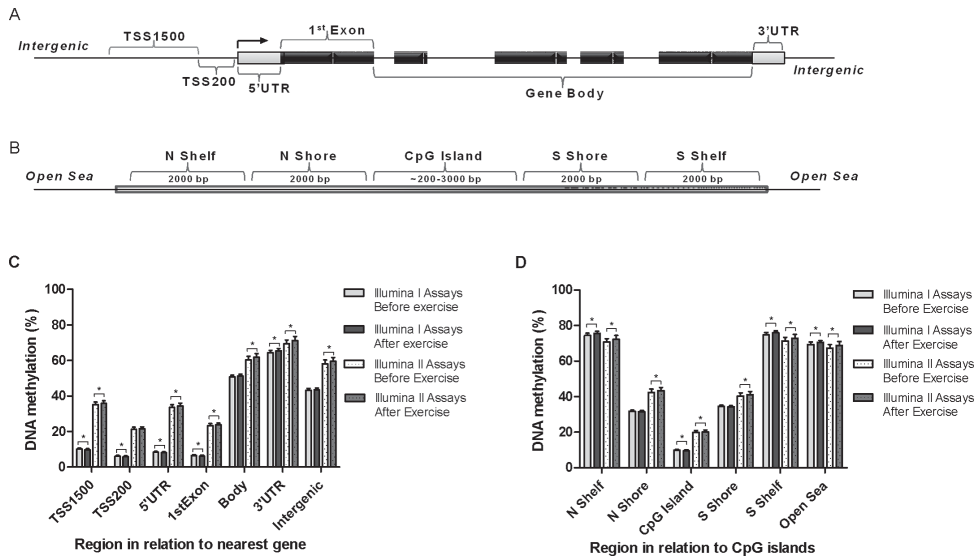 A
Intergenic
TSS1500
TSS200
5'UTR
1st Exon
Gene Body
3'UTR
Intergenic
B
Open Sea
N Shelf
N Shore
CpG Island
S Shore
S Shelf
Open Sea
2000 bp
2000 bp
~200-3000 bp
2000 bp
2000 bp
C
DNA methylation (%)
100
80
60
40
20
0
* * * * * * * * * * *
TSS1500
TSS200
5'UTR
1stExon
Body
3'UTR
Intergenic
Region in relation to nearest gene
Illumina I Assays
Before exercise
Illumina I Assays
After exercise
Illumina II Assays
Before Exercise
Illumina II Assays
After Exercise
D
DNA methylation (%)
100
80
60
40
20
0
* * * * * * * * * *
N Shelf
N Shore
CpG Island
S Shore
S Shelf
Open Sea
Region in relation to CpG islands
Illumina I Assays
Before Exercise
Illumina I Assays
After Exercise
Illumina II Assays
Before Exercise
Illumina II Assays
After Exercise